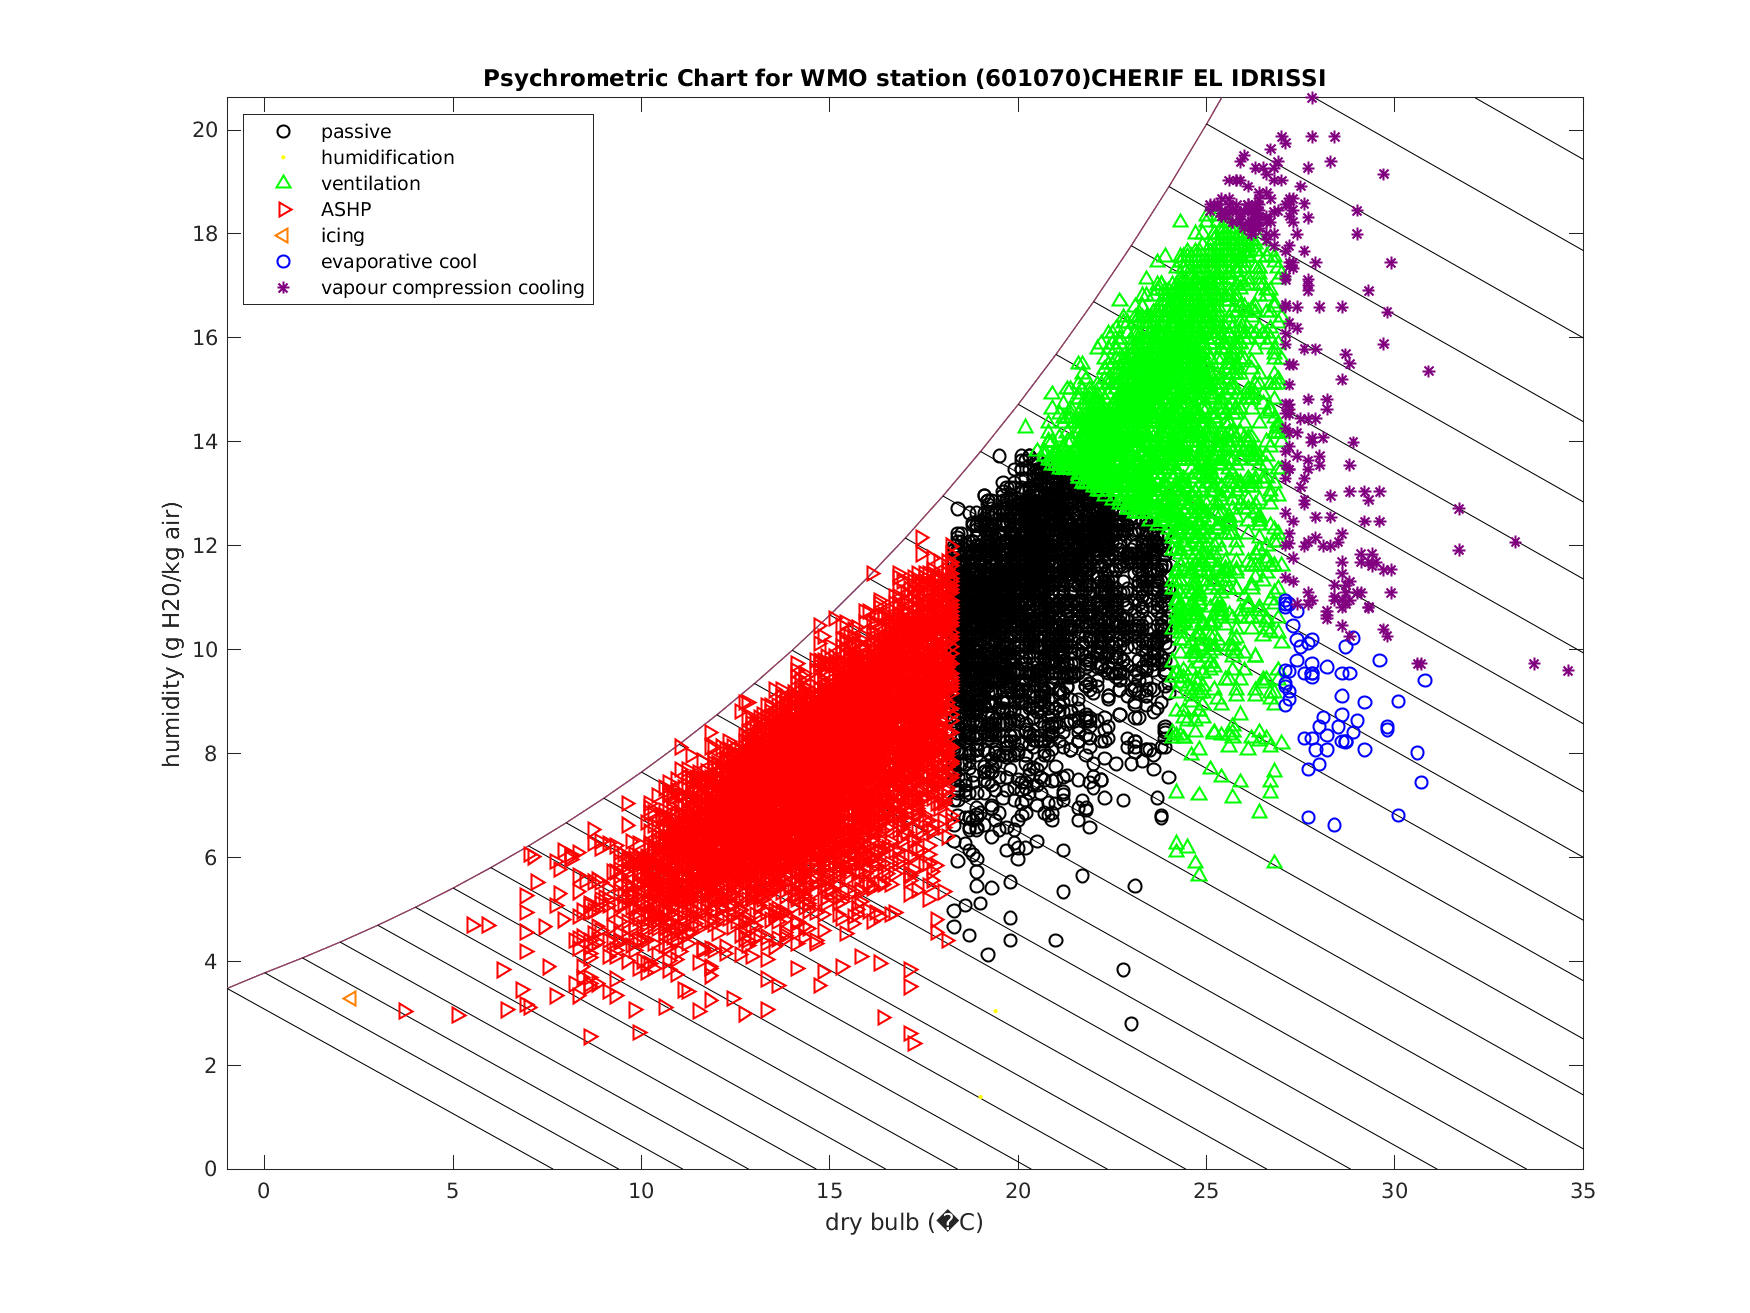 Psychrometric Chart for WMO station (601070)CHERIF EL IDRISSI
passive
humidification
ventilation
ASHP
icing
evaporative cool
vapour compression cooling
humidity (g H20/kg air)
20
18
16
14
12
10
8
6
4
2
0
0 5 10 15 20 25 30 35
dry bulb (�C)